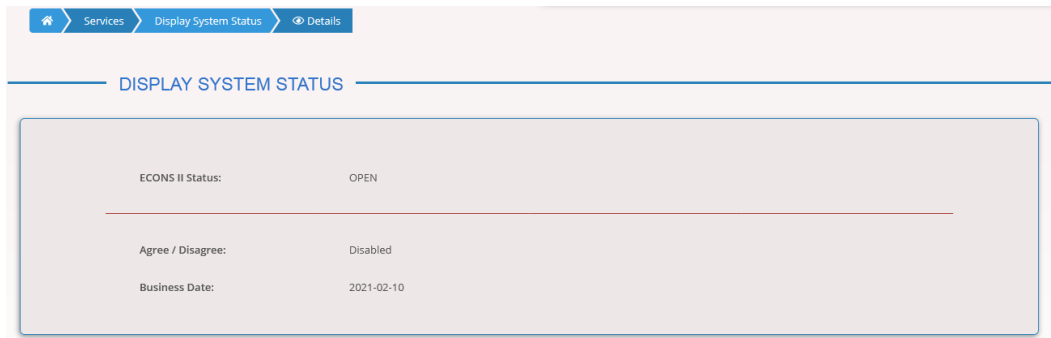 Services Display System Status Details
DISPLAY SYSTEM STATUS
ECONS II Status: OPEN
Agree / Disagree: Disabled
Business Date: 2021-02-10